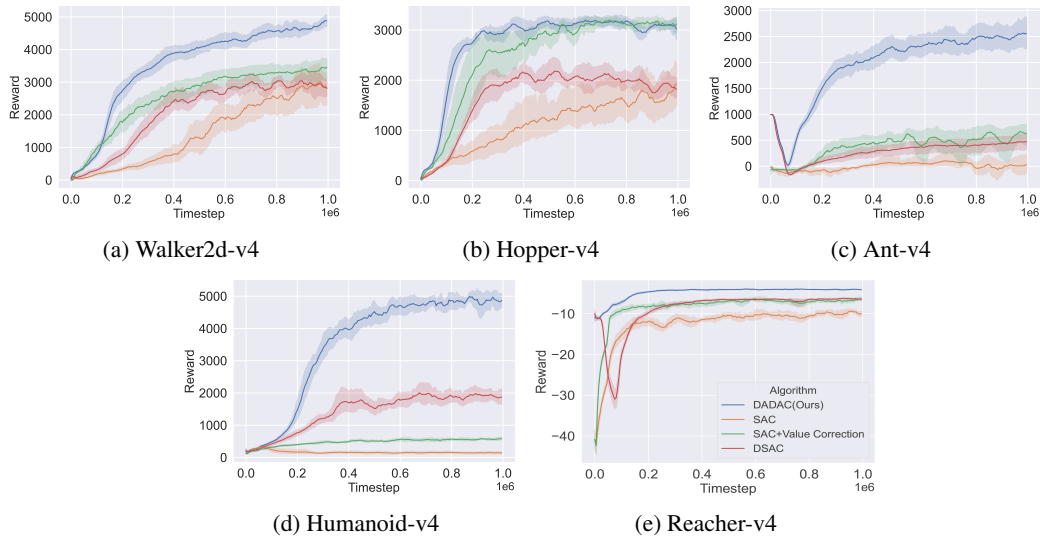 5000
4000
3000
2000
1000
0
Reward
0.0 0.2 0.4 0.6 0.8 1.0
Timestep
1e6
(a) Walker2d-v4
3000
2000
1000
0
Reward
0.0 0.2 0.4 0.6 0.8 1.0
Timestep
1e6
(b) Hopper-v4
3000
2500
2000
1500
1000
500
0
Reward
0.0 0.2 0.4 0.6 0.8 1.0
Timestep
1e6
(c) Ant-v4
5000
4000
3000
2000
1000
0
Reward
0.0 0.2 0.4 0.6 0.8 1.0
Timestep
1e6
(d) Humanoid-v4
−10
−20
−30
−40
Reward
Algorithm
DADAC(Ours)
SAC
SAC+Value Correction
DSAC
0.0 0.2 0.4 0.6 0.8 1.0
Timestep
1e6
(e) Reacher-v4